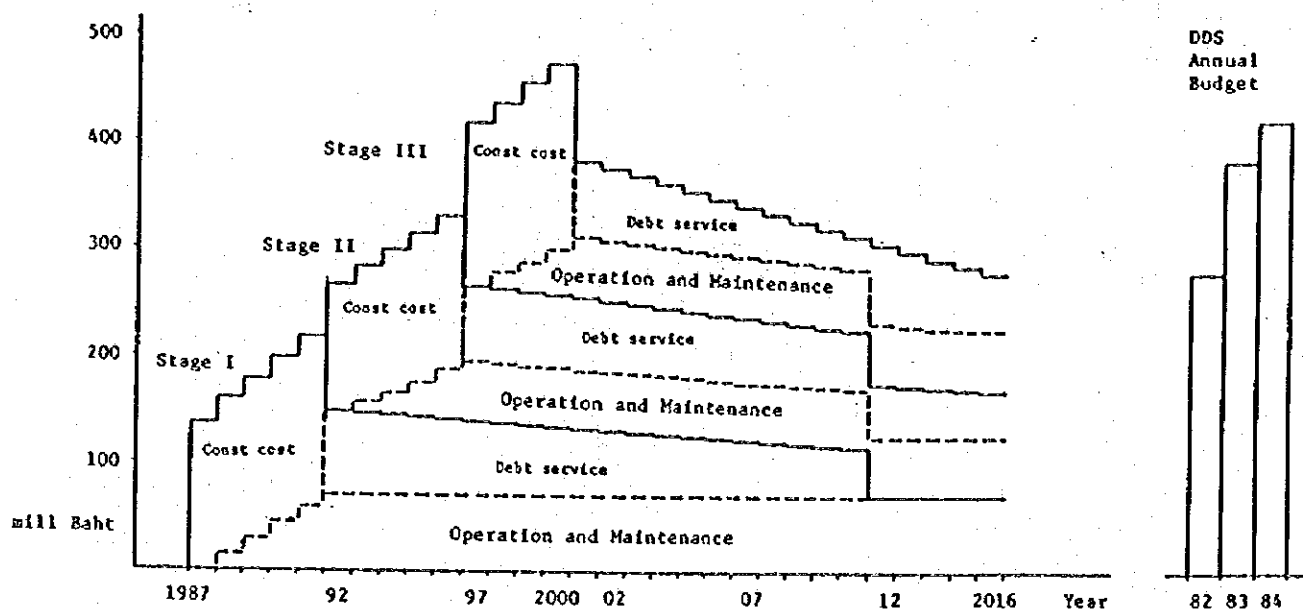 500
400
300
200
100
mill Baht
Stage III
Const cost
Stage II
Const cost
Stage I
Const cost
Debt service
Operation and Maintenance
Debt service
Operation and Maintenance
Debt service
Operation and Maintenance
1987 92 97 2000 02 07 12 2016 Year
DDS
Annual
Budget
82 83 84